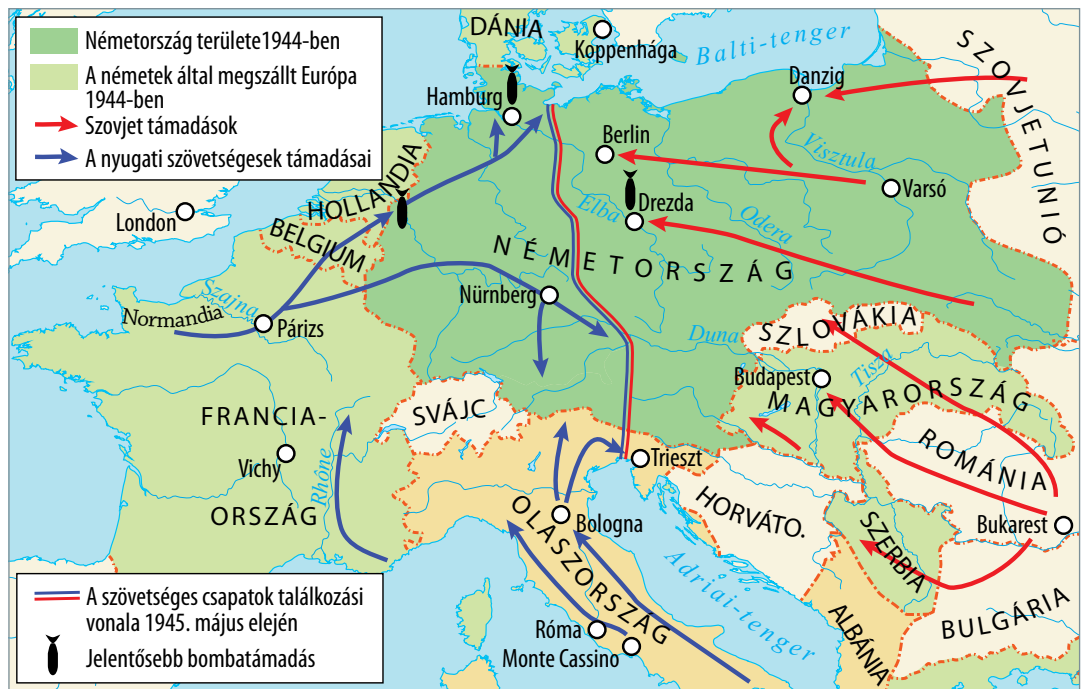 Németország területe1944-ben
A németek által megszállt Európa
1944-ben
Szovjet támadások
A nyugati szövetségesek támadásai
DÁNIA
Koppenhága
Balti-tenger
SZOVJETUNIÓ
Danzig
Hamburg
Berlin
Visztula
Varsó
HOLLANDIA
London
BELGIUM
Elba
Drezda
Odera
NÉMETORSZÁG
Szajna
Normandia
Párizs
Nürnberg
Duna
SZLOVÁKIA
Budapest
Tisza
MAGYARORSZÁG
SVÁJC
FRANCIA-
ORSZÁG
Vichy
Rhône
Trieszt
ROMÁNIA
HORVÁTO.
Bukarest
Bologna
OLASZORSZÁG
SZERBIA
Adriai-tenger
BULGÁRIA
ALBÁNIA
Róma
Monte Cassino
A szövetséges csapatok találkozási
vonala 1945. május elején
Jelentősebb bombatámadás